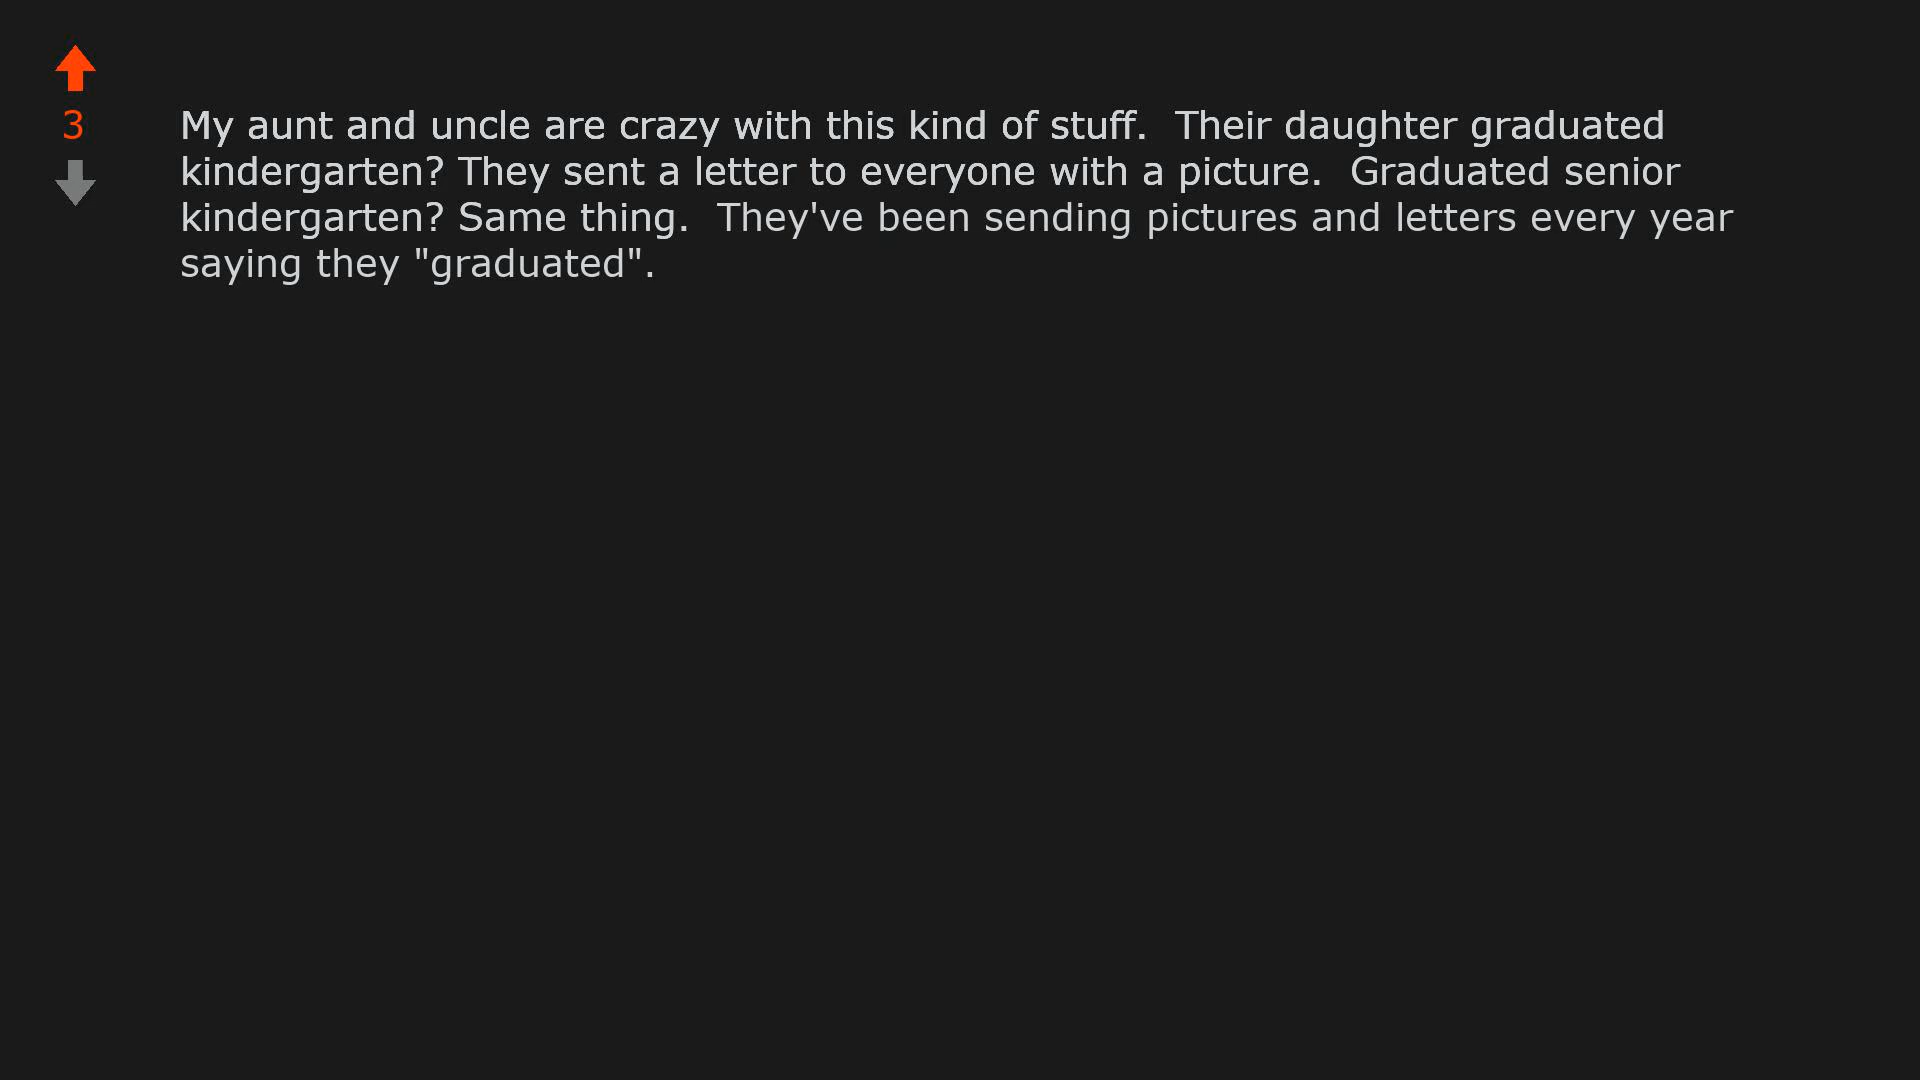 3
My aunt and uncle are crazy with this kind of stuff.  Their daughter graduated
kindergarten? They sent a letter to everyone with a picture.  Graduated senior
kindergarten? Same thing.  They've been sending pictures and letters every year
saying they "graduated".